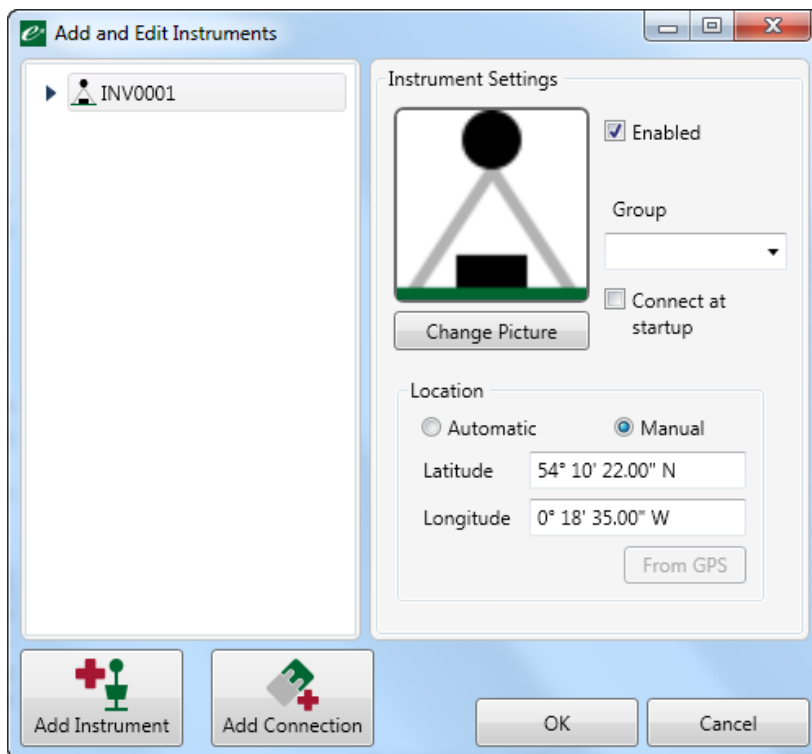 Add and Edit Instruments
INV0001
Instrument Settings
Enabled
Group
Change Picture
Connect at
startup
Location
Automatic
Manual
Latitude
54° 10' 22.00" N
Longitude
0° 18' 35.00" W
From GPS
Add Instrument
Add Connection
OK
Cancel